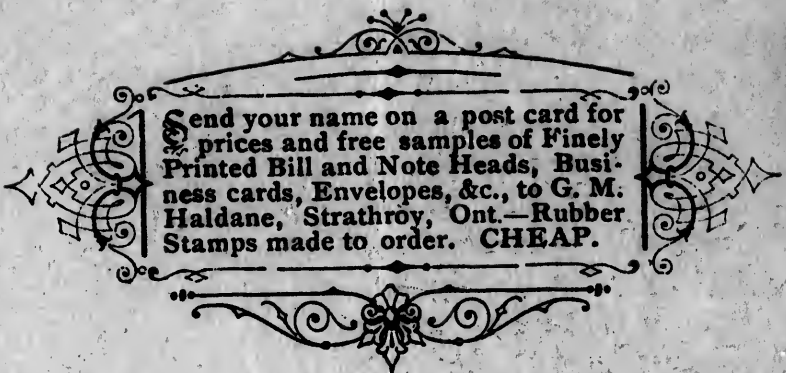 Send your name on a post card for
prices and free samples of Finely
Printed Bill and Note Heads, Busi-
ness cards, Envelopes, &c., to G. M.
Haldane, Strathroy, Ont.—Rubber
Stamps made to order. CHEAP.